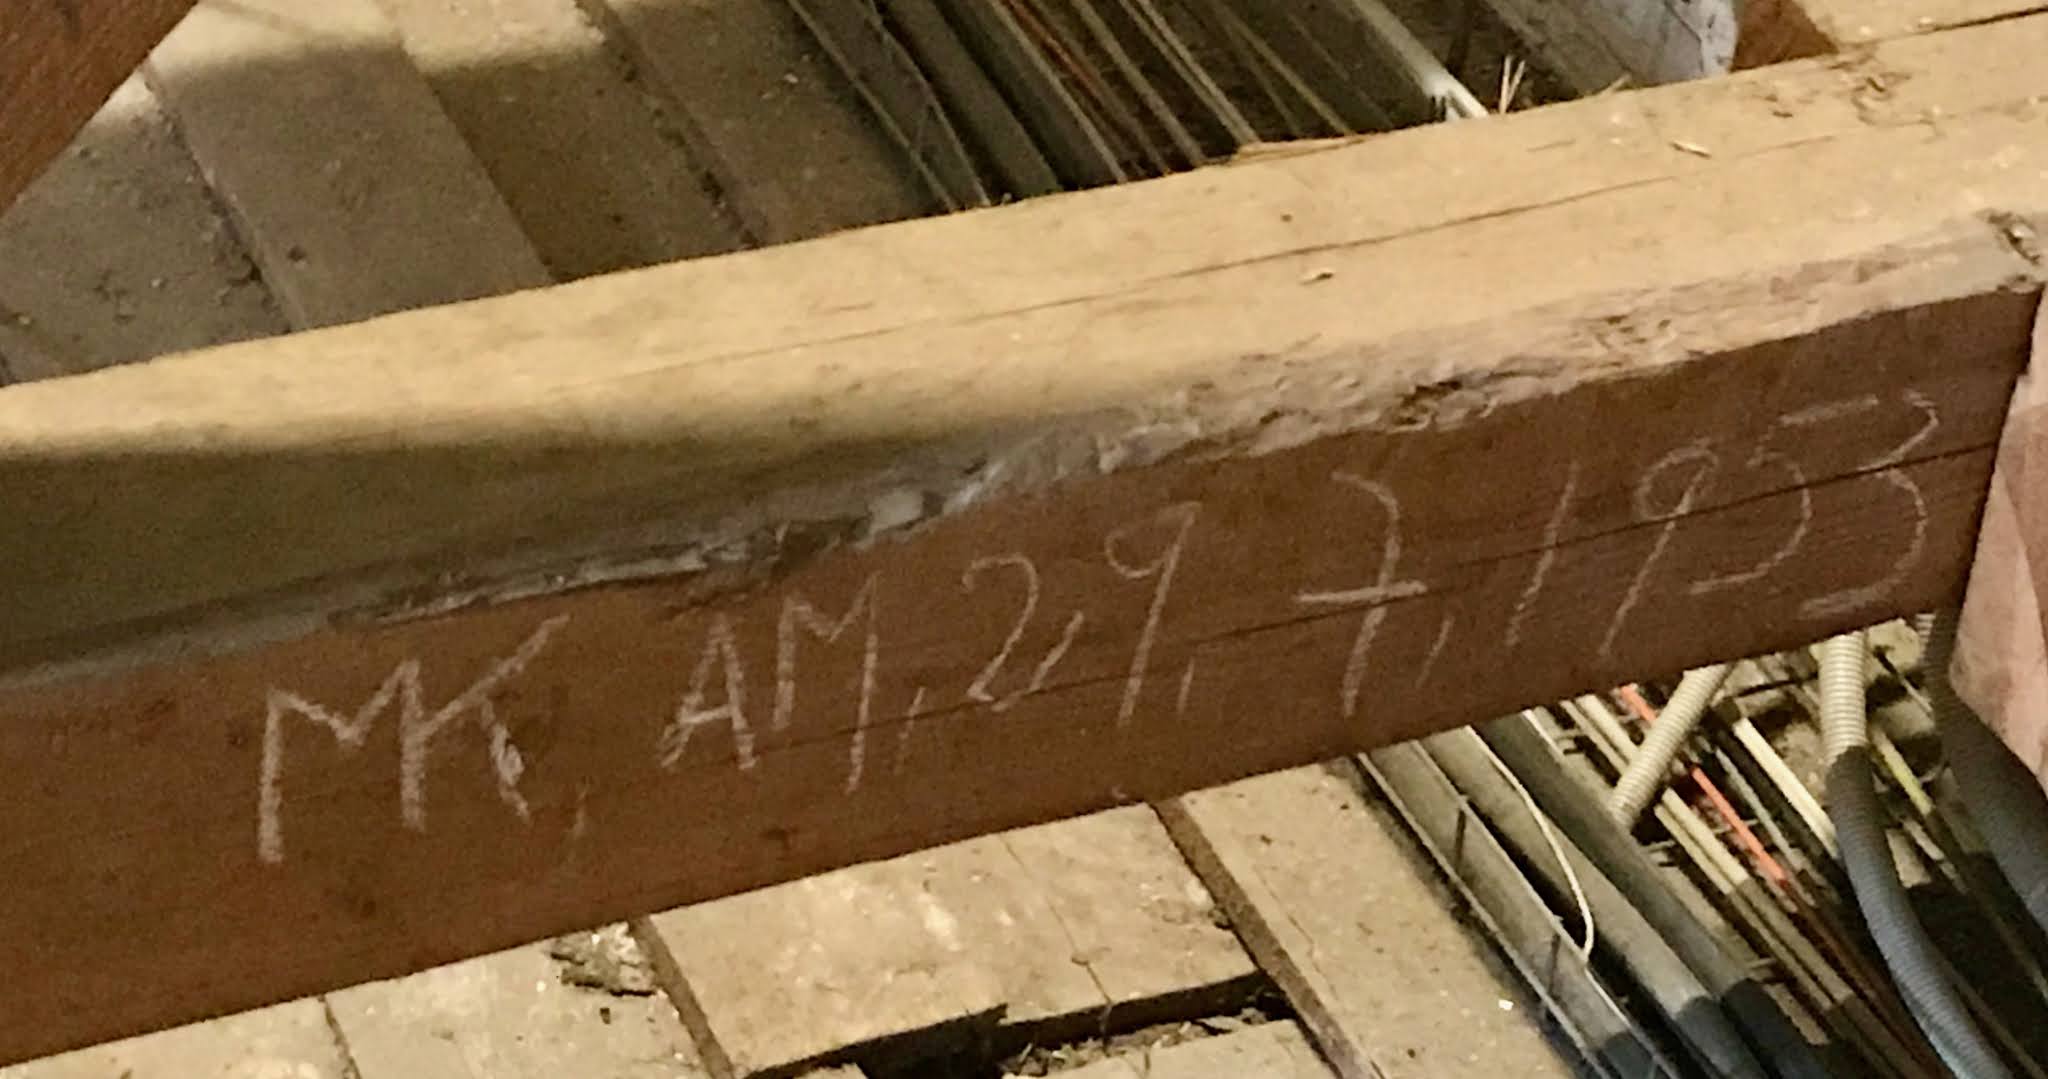 MK, AM, 29, 7, 1953